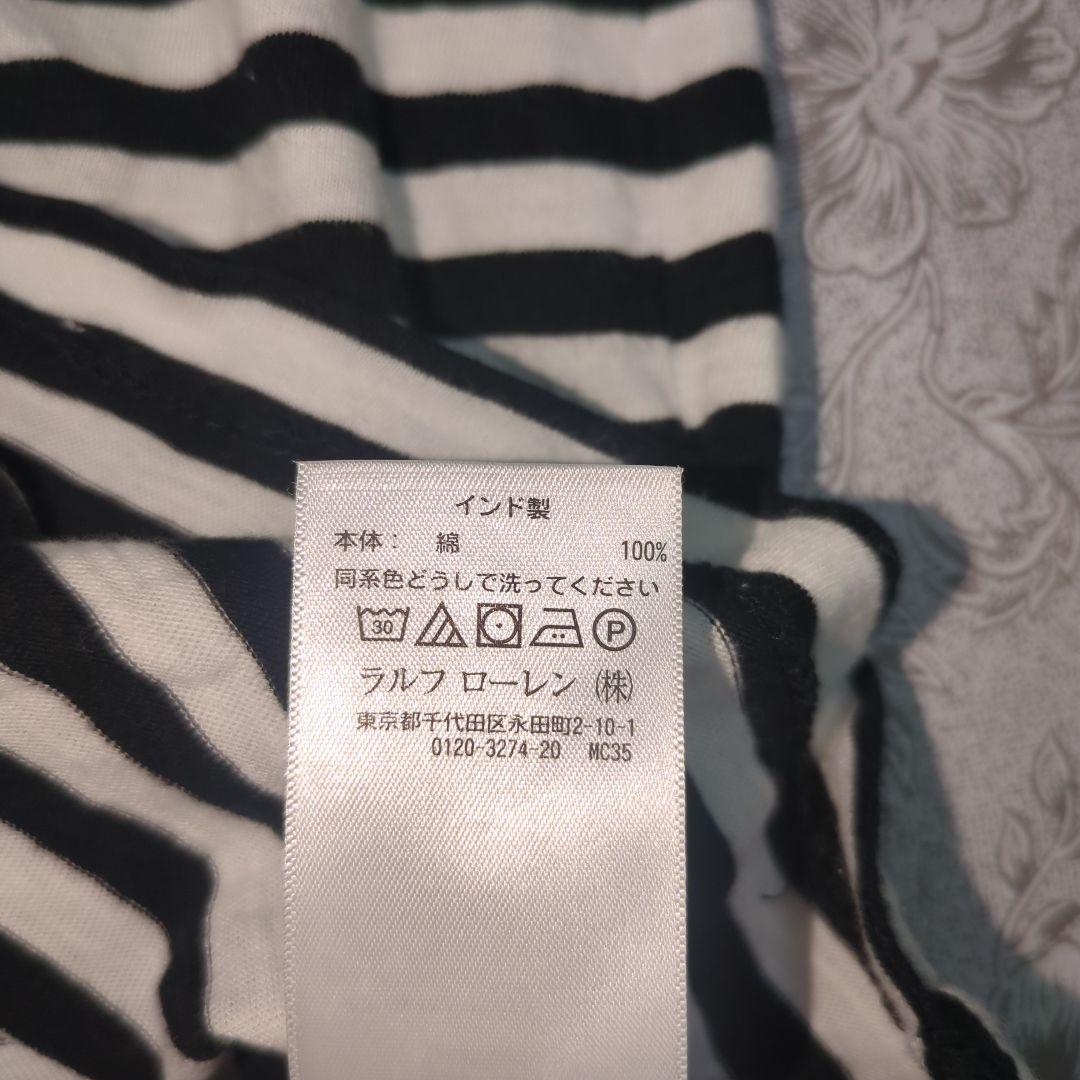 インド製
本体： 綿 100%
同系色どうしで洗ってください
30 P
ラルフ ローレン (株)
東京都千代田区永田町2-10-1
0120-3274-20 MC35